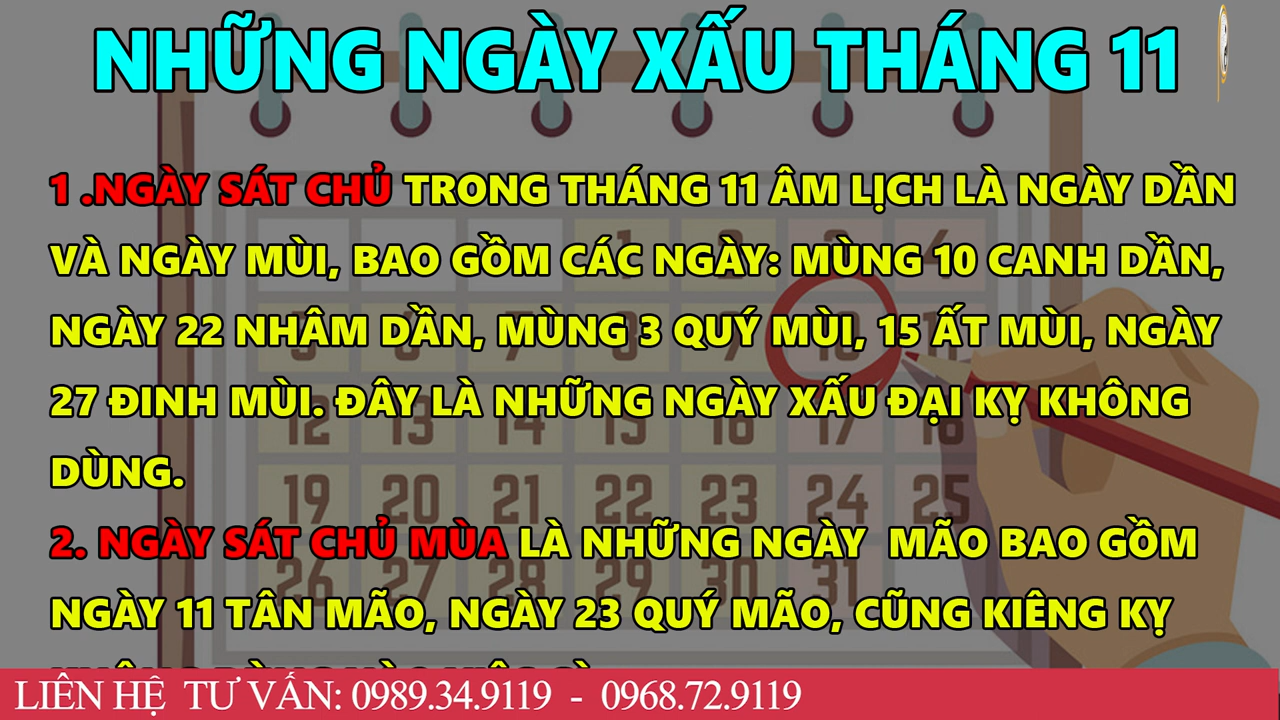 NHỮNG NGÀY XẤU THÁNG 11
1 .NGÀY SÁT CHỦ TRONG THÁNG 11 ÂM LỊCH LÀ NGÀY DẦN
VÀ NGÀY MÙI, BAO GỒM CÁC NGÀY: MÙNG 10 CANH DẦN,
NGÀY 22 NHÂM DẦN, MÙNG 3 QUÝ MÙI, 15 ẤT MÙI, NGÀY
27 ĐINH MÙI. ĐÂY LÀ NHỮNG NGÀY XẤU ĐẠI KỴ KHÔNG
DÙNG.
2. NGÀY SÁT CHỦ MÙA LÀ NHỮNG NGÀY  MÃO BAO GỒM
NGÀY 11 TÂN MÃO, NGÀY 23 QUÝ MÃO, CŨNG KIÊNG KỴ
LIÊN HỆ  TƯ VẤN: 0989.34.9119  -  0968.72.9119